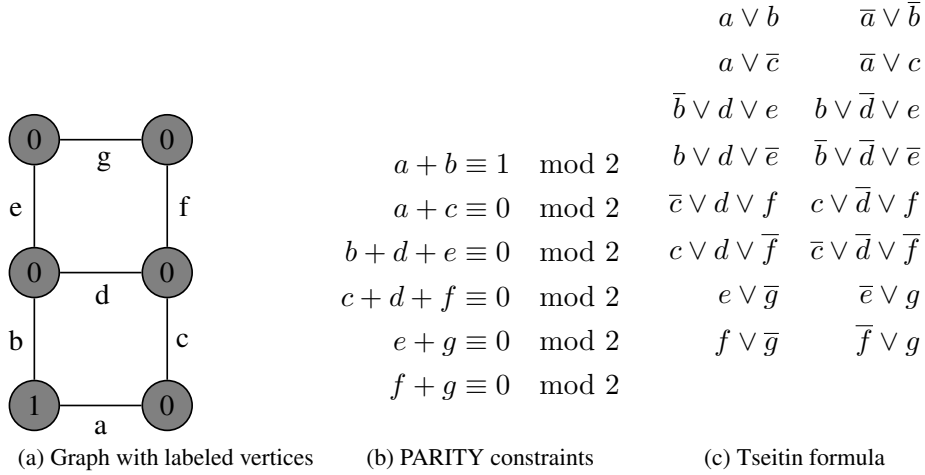 0 0
g
e f
0 0
d
b c
1 0
a
(a) Graph with labeled vertices
a + b ≡ 1 mod 2
a + c ≡ 0 mod 2
b + d + e ≡ 0 mod 2
c + d + f ≡ 0 mod 2
e + g ≡ 0 mod 2
f + g ≡ 0 mod 2
(b) PARITY constraints
a ∨ b a̅ ∨ b̅
a ∨ c̅ a̅ ∨ c
b̅ ∨ d ∨ e b ∨ d̅ ∨ e
b ∨ d ∨ e̅ b̅ ∨ d̅ ∨ e̅
c̅ ∨ d ∨ f c ∨ d̅ ∨ f
c ∨ d ∨ f̅ c̅ ∨ d̅ ∨ f̅
e ∨ g̅ e̅ ∨ g
f ∨ g̅ f̅ ∨ g
(c) Tseitin formula